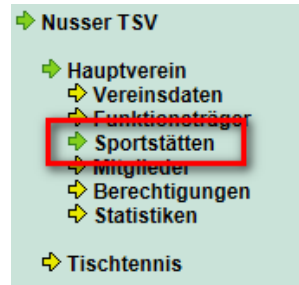 Nusser TSV
Hauptverein
Vereinsdaten
Funktionsträger
Sportstätten
Mitglieder
Berechtigungen
Statistiken
Tischtennis